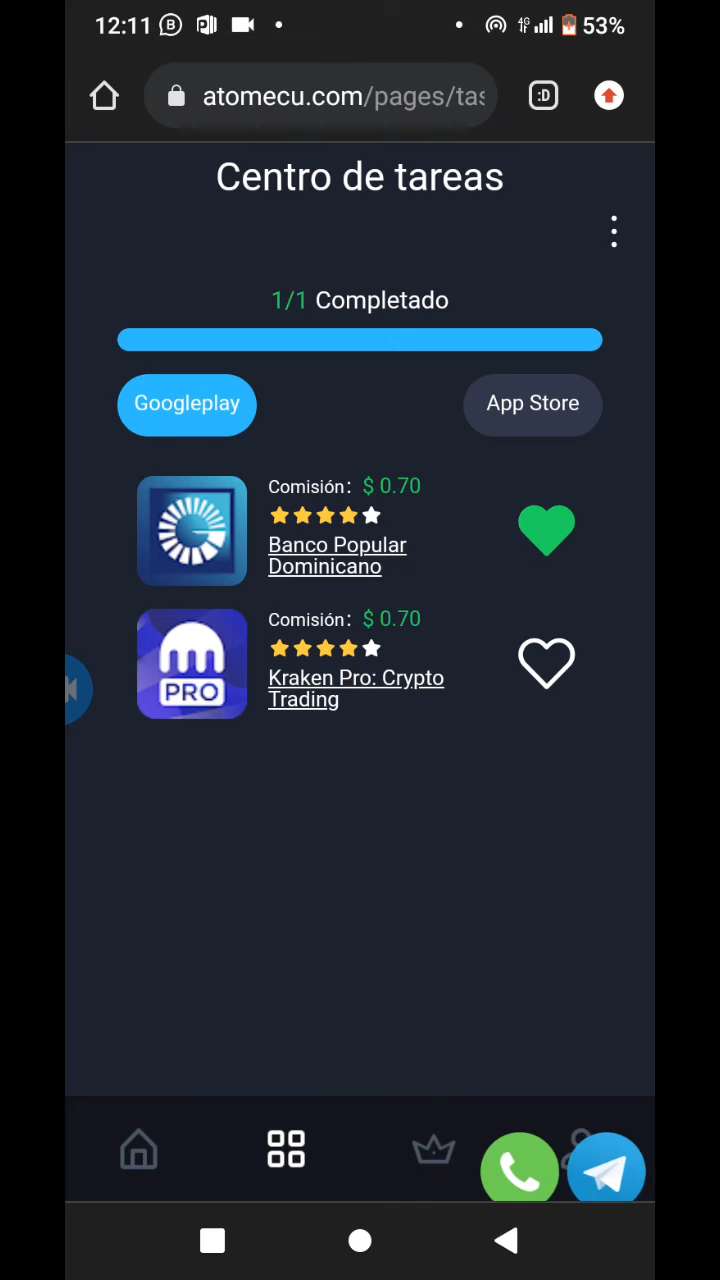 12:11
4G
53%
atomecu.com/pages/tas
:D
Centro de tareas
1/1 Completado
Googleplay
App Store
Comisión: $ 0.70
Banco Popular
Dominicano
Comisión: $ 0.70
PRO
Kraken Pro: Crypto
Trading